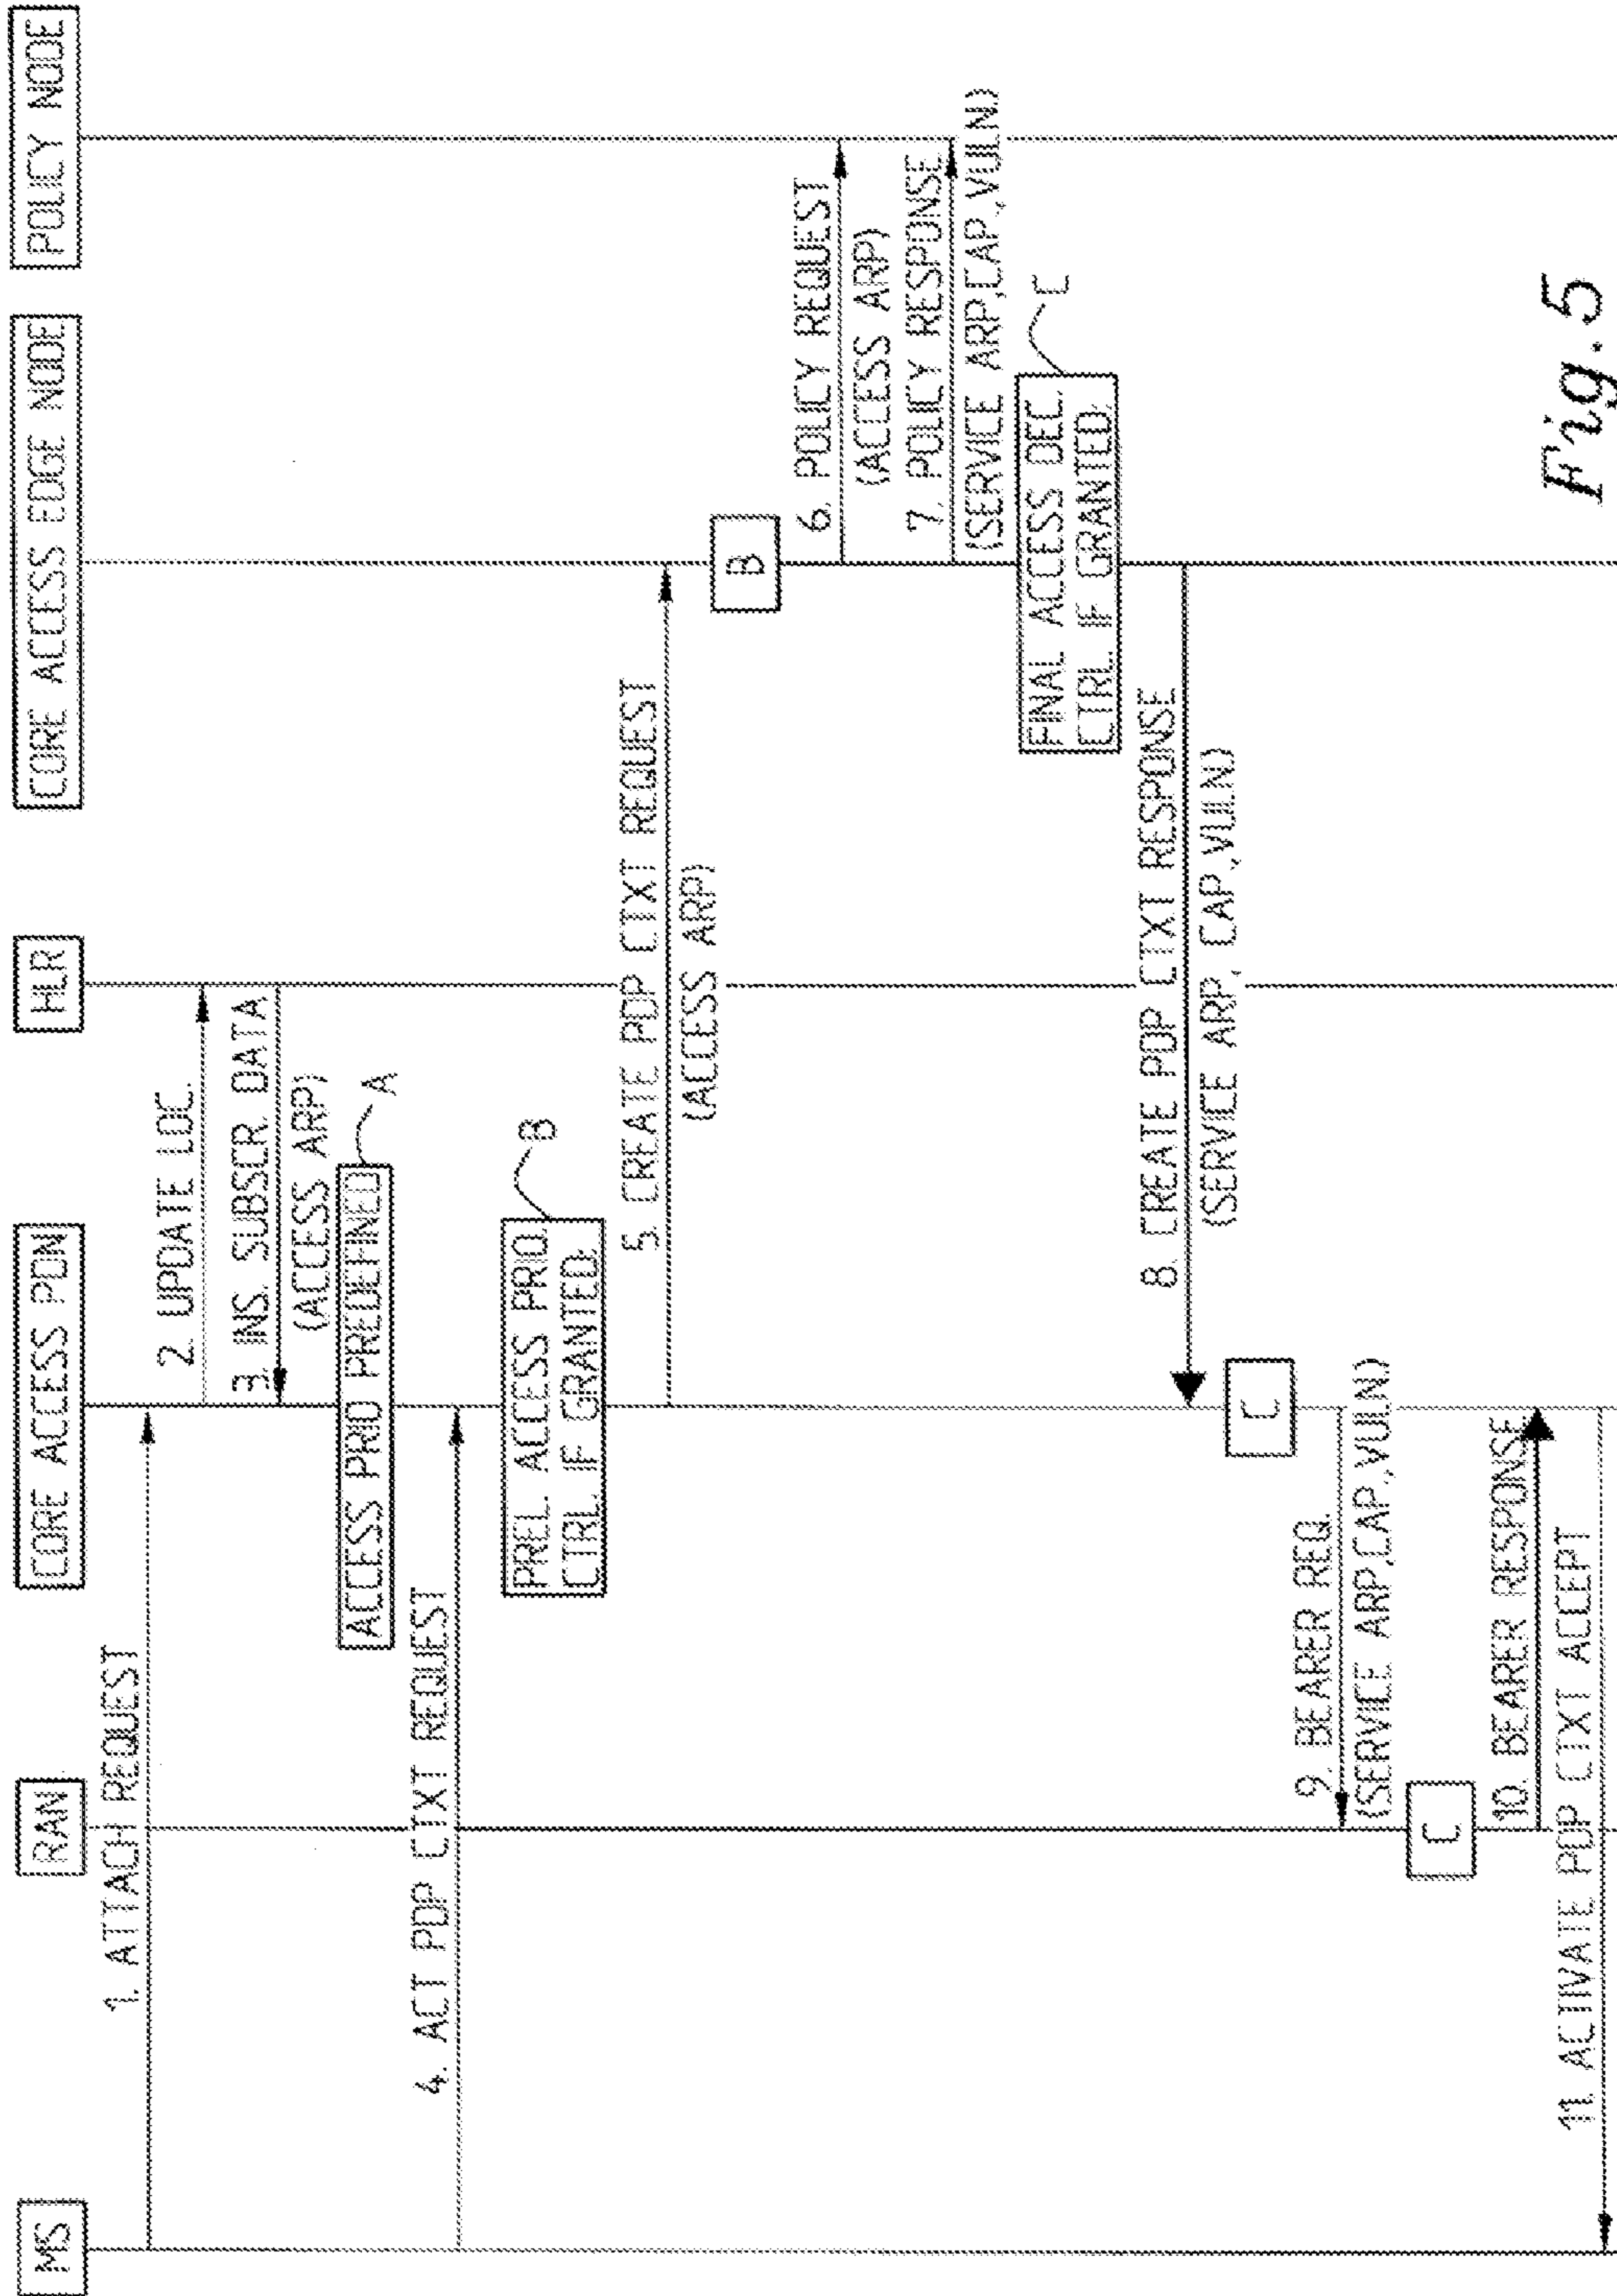 MS
RAN
CORE ACCESS PDN
HLR
CORE ACCESS EDGE NODE
POLICY NODE
1. ATTACH REQUEST
2. UPDATE LOC.
3. INS. SUBSCR. DATA
(ACCESS ARP)
ACCESS PRIO PREDEFINED
A
4. ACT PDP CTXT REQUEST
PREL. ACCESS PRIO.
CTRL. IF GRANTED.
B
5. CREATE PDP CTXT REQUEST
(ACCESS ARP)
B
6. POLICY REQUEST
(ACCESS ARP)
7. POLICY RESPONSE
(SERVICE ARP,CAP.,VULN.)
FINAL ACCESS DEC.
CTRL. IF GRANTED.
C
8. CREATE PDP CTXT RESPONSE
(SERVICE ARP, CAP.,VULN.)
C
9. BEARER REQ.
(SERVICE ARP,CAP.,VULN)
C
10. BEARER RESPONSE
11. ACTIVATE PDP CTXT ACCEPT
Fig.5